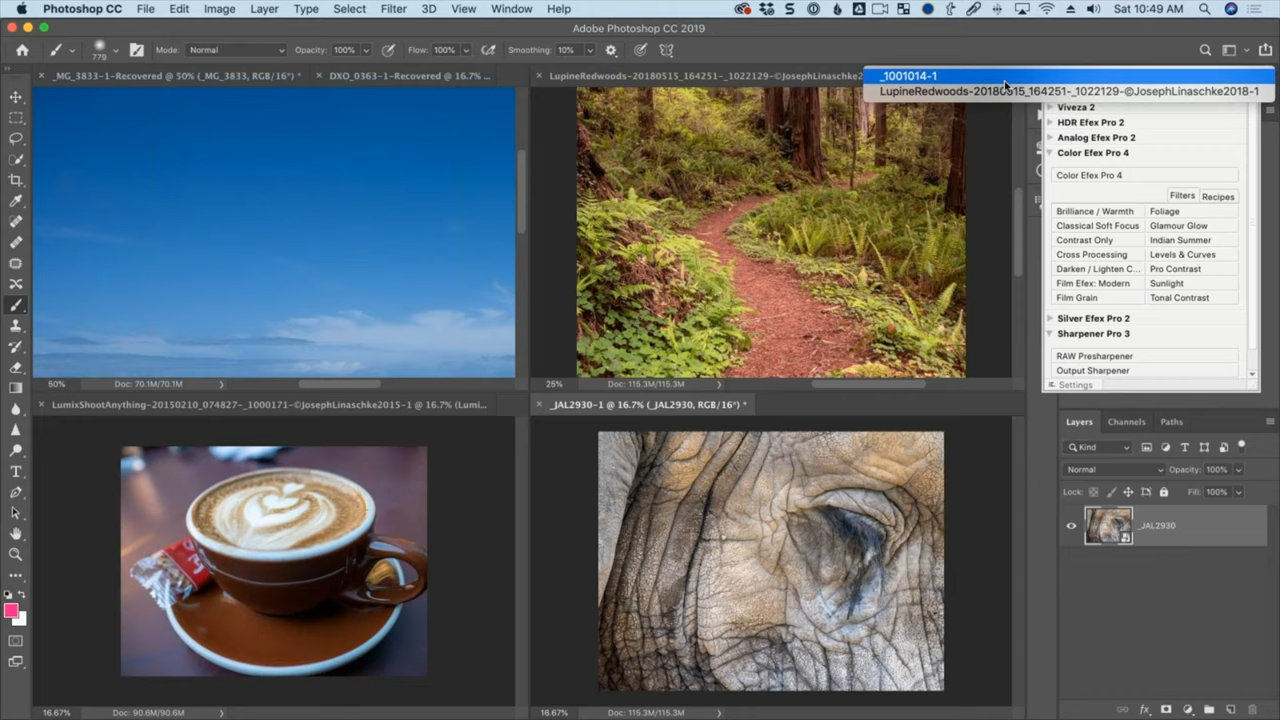 Photoshop CC File Edit Image Layer Type Select Filter 3D View Window Help Sat 10:49 AM
Adobe Photoshop CC 2019
779 Mode: Normal Opacity: 100% Flow: 100% Smoothing: 10%
_MG_3833-1-Recovered @ 50% (_MG_3833, RGB/16*) *
DXO_0363-1-Recovered @ 16.7% ...
LupineRedwoods-20180515_164251-_1022129-©JosephLinaschke2
_1001014-1
LupineRedwoods-20180515_164251-_1022129-©JosephLinaschke2018-1
Viveza 2
HDR Efex Pro 2
Analog Efex Pro 2
Color Efex Pro 4
Color Efex Pro 4
Filters Recipes
Brilliance / Warmth Foliage
Classical Soft Focus Glamour Glow
Contrast Only Indian Summer
Cross Processing Levels & Curves
Darken / Lighten C... Pro Contrast
Film Efex: Modern Sunlight
Film Grain Tonal Contrast
Silver Efex Pro 2
Sharpener Pro 3
RAW Presharpener
Output Sharpener
Settings
50% Doc: 70.1M/70.1M
25% Doc: 115.3M/115.3M
LumixShootAnything-20150210_074827-_1000171-©JosephLinaschke2015-1 @ 16.7% (Lumi...
_JAL2930-1 @ 16.7% (_JAL2930, RGB/16*) *
Layers Channels Paths
Kind
Normal Opacity: 100%
Lock: Fill: 100%
_JAL2930
16.67% Doc: 90.6M/90.6M
16.67% Doc: 115.3M/115.3M